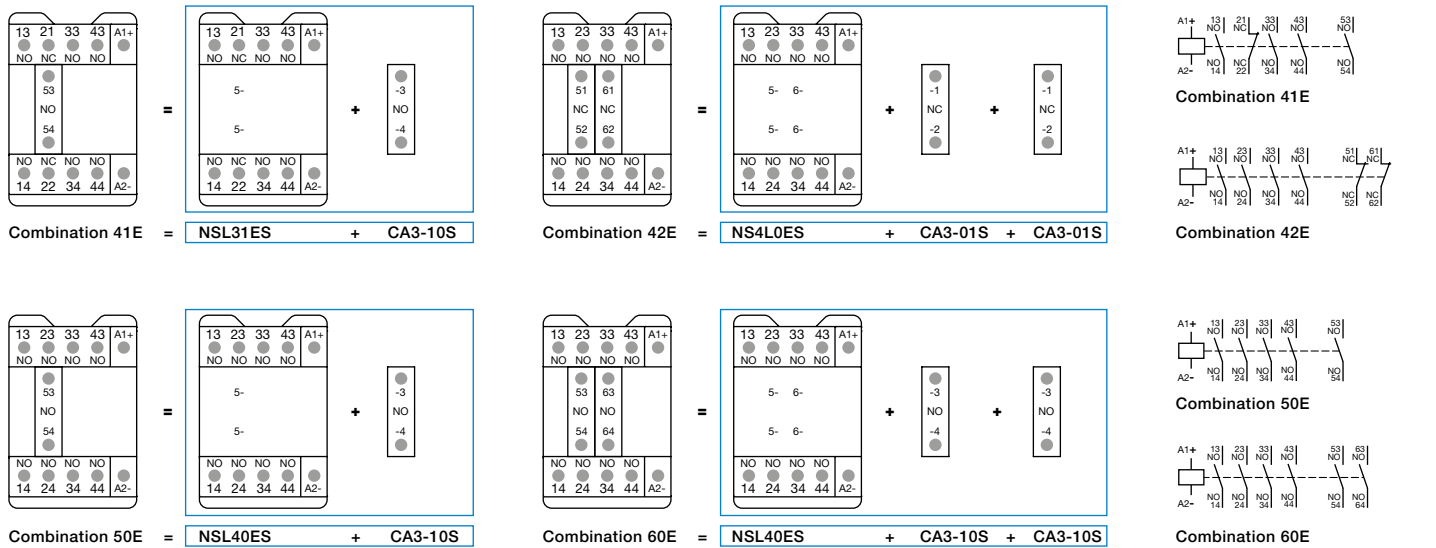 13 21 33 43 A1+
NO NC NO NO
53
NO
54
NO NC NO NO
14 22 34 44 A2-
=
13 21 33 43 A1+
NO NC NO NO
5-
5-
NO NC NO NO
14 22 34 44 A2-
+
-3
NO
-4
Combination 41E = NSL31ES + CA3-10S
13 23 33 43 A1+
NO NO NO NO
51 61
NC NC
52 62
NO NO NO NO
14 24 34 44 A2-
=
13 23 33 43 A1+
NO NO NO NO
5- 6-
5- 6-
NO NO NO NO
14 24 34 44 A2-
+
-1
NC
-2
+
-1
NC
-2
Combination 42E = NS4L0ES + CA3-01S + CA3-01S
A1+ 13 21 33 43 53
NO NC NO NO NO
NO NC NO NO NO
A2- 14 22 34 44 54
Combination 41E
A1+ 13 23 33 43 51 61
NO NO NO NO NC NC
NO NO NO NO NC NC
A2- 14 24 34 44 52 62
Combination 42E
13 23 33 43 A1+
NO NO NO NO
53
NO
54
NO NO NO NO
14 24 34 44 A2-
=
13 23 33 43 A1+
NO NO NO NO
5-
5-
NO NO NO NO
14 24 34 44 A2-
+
-3
NO
-4
Combination 50E = NSL40ES + CA3-10S
13 23 33 43 A1+
NO NO NO NO
53 63
NO NO
54 64
NO NO NO NO
14 24 34 44 A2-
=
13 23 33 43 A1+
NO NO NO NO
5- 6-
5- 6-
NO NO NO NO
14 24 34 44 A2-
+
-3
NO
-4
+
-3
NO
-4
Combination 60E = NSL40ES + CA3-10S + CA3-10S
A1+ 13 23 33 43 53
NO NO NO NO NO
NO NO NO NO NO
A2- 14 24 34 44 54
Combination 50E
A1+ 13 23 33 43 53 63
NO NO NO NO NO NO
NO NO NO NO NO NO
A2- 14 24 34 44 54 64
Combination 60E